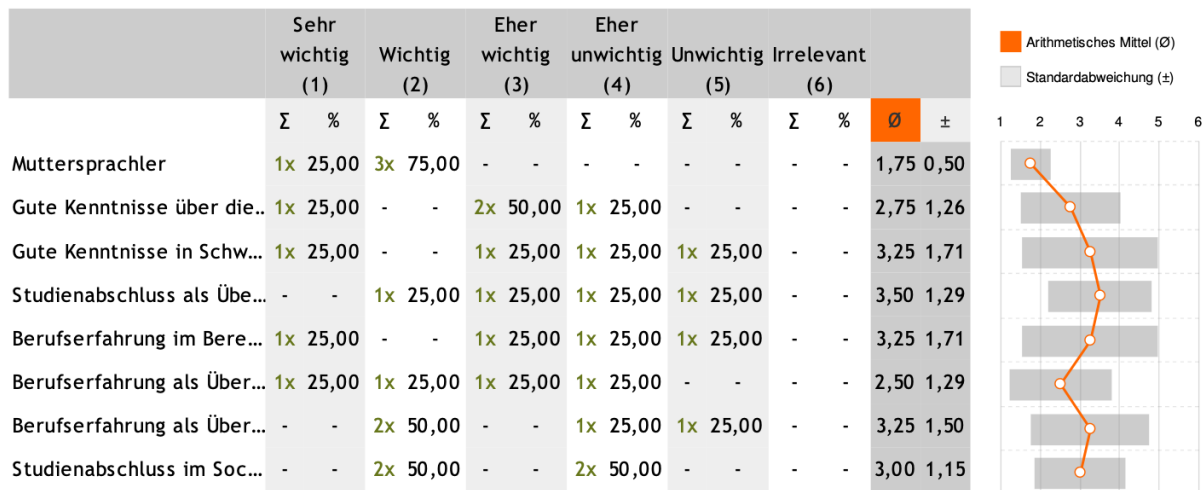 Sehr wichtig (1) Wichtig (2) Eher wichtig (3) Eher unwichtig (4) Unwichtig (5) Irrelevant (6)
Arithmetisches Mittel (Ø)
Standardabweichung (±)
Σ % Σ % Σ % Σ % Σ % Σ % Ø ± 1 2 3 4 5 6
Muttersprachler 1x 25,00 3x 75,00 - - - - - - - - 1,75 0,50
Gute Kenntnisse über die.. 1x 25,00 - - 2x 50,00 1x 25,00 - - - - 2,75 1,26
Gute Kenntnisse in Schw... 1x 25,00 - - 1x 25,00 1x 25,00 1x 25,00 - - 3,25 1,71
Studienabschluss als Übe... - - 1x 25,00 1x 25,00 1x 25,00 1x 25,00 - - 3,50 1,29
Berufserfahrung im Bere... 1x 25,00 - - 1x 25,00 1x 25,00 1x 25,00 - - 3,25 1,71
Berufserfahrung als Über... 1x 25,00 1x 25,00 1x 25,00 1x 25,00 - - - - 2,50 1,29
Berufserfahrung als Über... - - 2x 50,00 - - 1x 25,00 1x 25,00 - - 3,25 1,50
Studienabschluss im Soc... - - 2x 50,00 - - 2x 50,00 - - - - 3,00 1,15